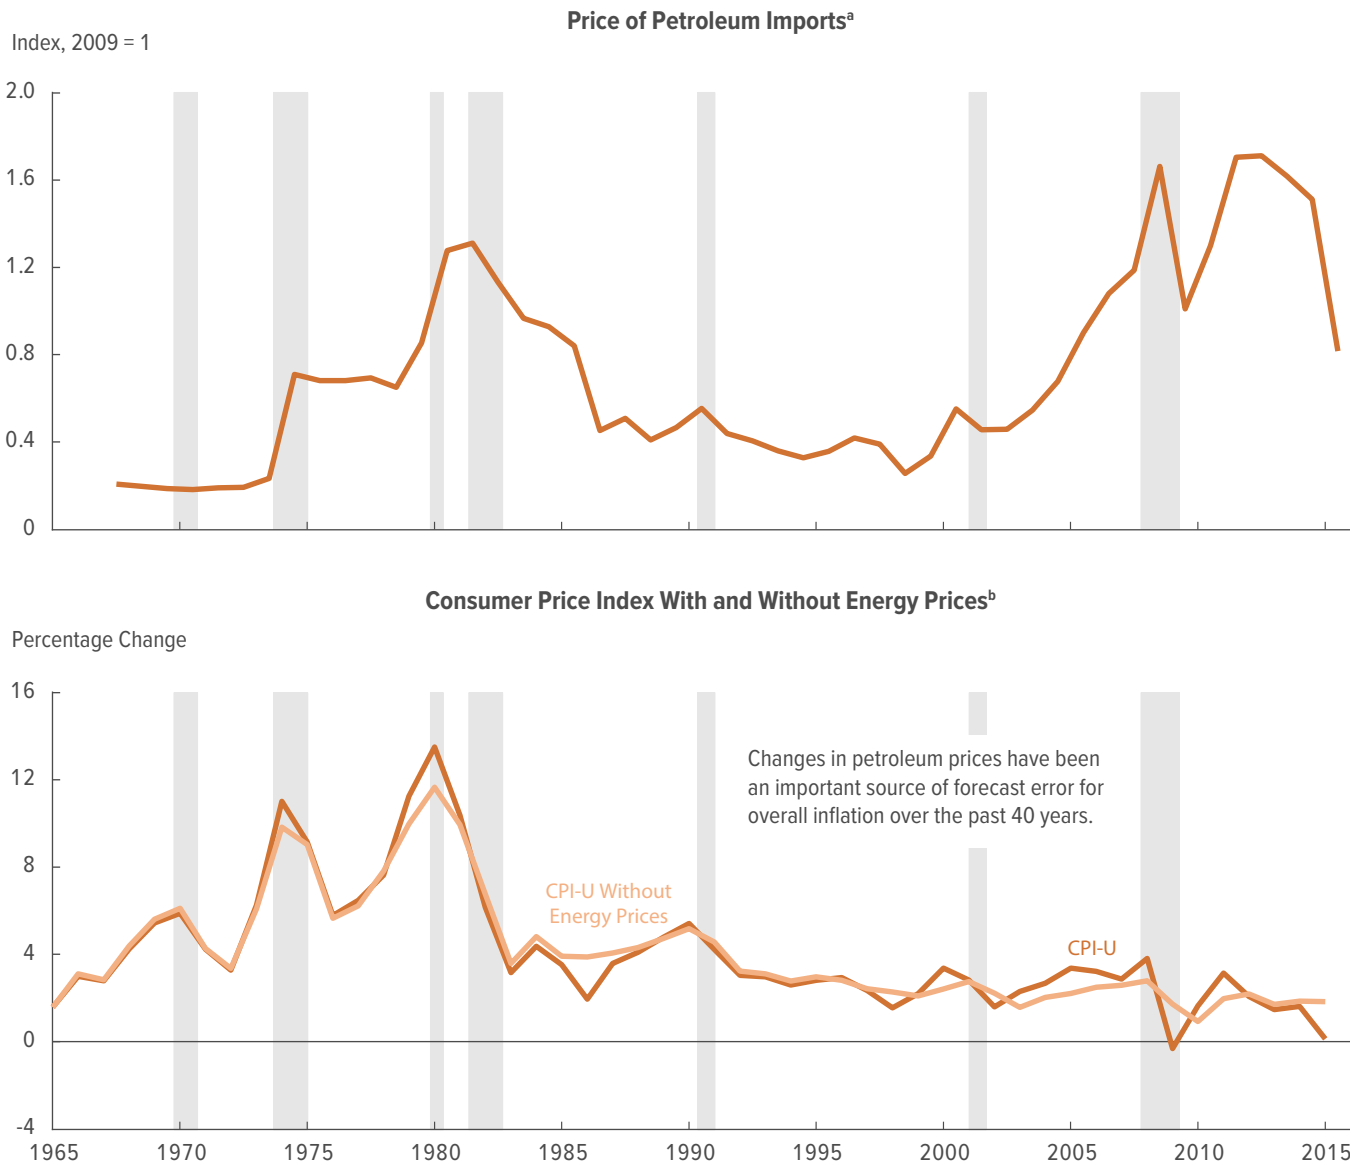 Price of Petroleum Importsᵃ
Index, 2009 = 1
2.0
1.6
1.2
0.8
0.4
0
Consumer Price Index With and Without Energy Pricesᵇ
Percentage Change
16
12
8
4
0
-4
Changes in petroleum prices have been
an important source of forecast error for
overall inflation over the past 40 years.
CPI-U Without
Energy Prices
CPI-U
1965 1970 1975 1980 1985 1990 1995 2000 2005 2010 2015